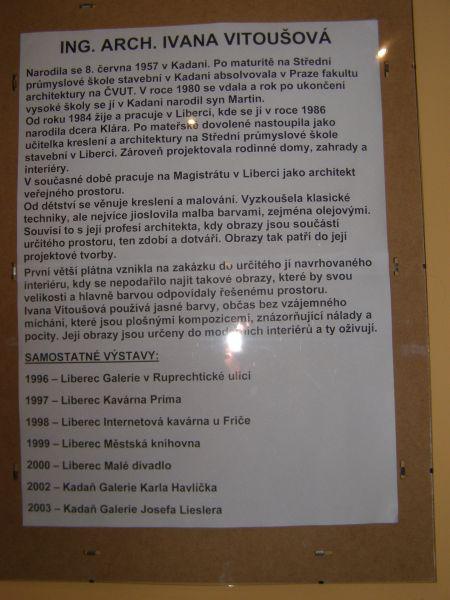 ING. ARCH. IVANA VITOUŠOVÁ
Narodila se 8. června 1957 v Kadani. Po maturitě na Střední
průmyslové škole stavební v Kadani absolvovala v Praze fakultu
architektury na ČVUT. V roce 1980 se vdala a rok po ukončení
vysoké školy se jí v Kadani narodil syn Martin.
Od roku 1984 žije a pracuje v Liberci, kde se jí v roce 1986
narodila dcera Klára. Po mateřské dovolené nastoupila jako
učitelka kreslení a architektury na Střední průmyslové škole
stavební v Liberci. Zároveň projektovala rodinné domy, zahrady a
interiéry.
V současné době pracuje na Magistrátu v Liberci jako architekt
veřejného prostoru.
Od dětství se věnuje kreslení a malování. Vyzkoušela klasické
techniky, ale nejvíce jioslovila malba barvami, zejména olejovými.
Souvisí to s její profesí architekta, kdy obrazy jsou součástí
určitého prostoru, ten zdobí a dotváří. Obrazy tak patří do její
projektové tvorby.
První větší plátna vznikla na zakázku do určitého jí navrhovaného
interiéru, kdy se nepodařilo najít takové obrazy, které by svou
velikostí a hlavně barvou odpovídaly řešenému prostoru.
Ivana Vitoušová používá jasné barvy, občas bez vzájemného
míchání, které jsou plošnými kompozicemi, znázorňující nálady a
pocity. Její obrazy jsou určeny do moderních interiérů a ty oživují.
SAMOSTATNÉ VÝSTAVY:
1996 – Liberec Galerie v Ruprechtické ulici
1997 – Liberec Kavárna Prima
1998 – Liberec Internetová kavárna u Friče
1999 – Liberec Městská knihovna
2000 – Liberec Malé divadlo
2002 – Kadaň Galerie Karla Havlíčka
2003 – Kadaň Galerie Josefa Lieslera